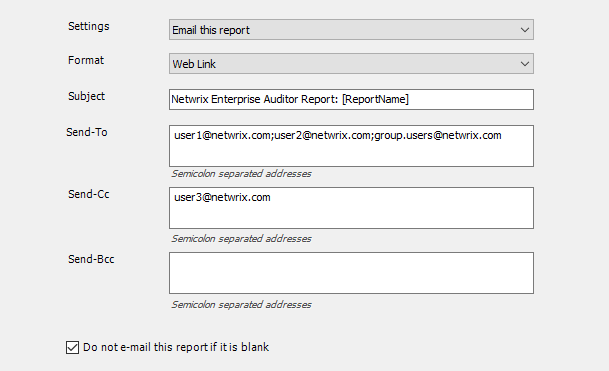 Settings
Email this report
Format
Web Link
Subject
Netwrix Enterprise Auditor Report: [ReportName]
Send-To
user1@netwrix.com;user2@netwrix.com;group.users@netwrix.com
Semicolon separated addresses
Send-Cc
user3@netwrix.com
Semicolon separated addresses
Send-Bcc
Semicolon separated addresses
Do not e-mail this report if it is blank